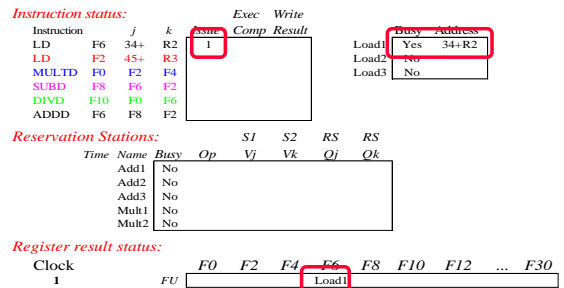 Instruction status: Exec Write
Instruction j k Issue Comp Result Busy Address
LD F6 34+ R2 1 Load1 Yes 34+R2
LD F2 45+ R3 Load2 No
MULTD F0 F2 F4 Load3 No
SUBD F8 F6 F2
DIVD F10 F0 F6
ADDD F6 F8 F2
Reservation Stations: S1 S2 RS RS
Time Name Busy Op Vj Vk Qj Qk
Add1 No
Add2 No
Add3 No
Mult1 No
Mult2 No
Register result status:
Clock F0 F2 F4 F6 F8 F10 F12 ... F30
1 FU Load1